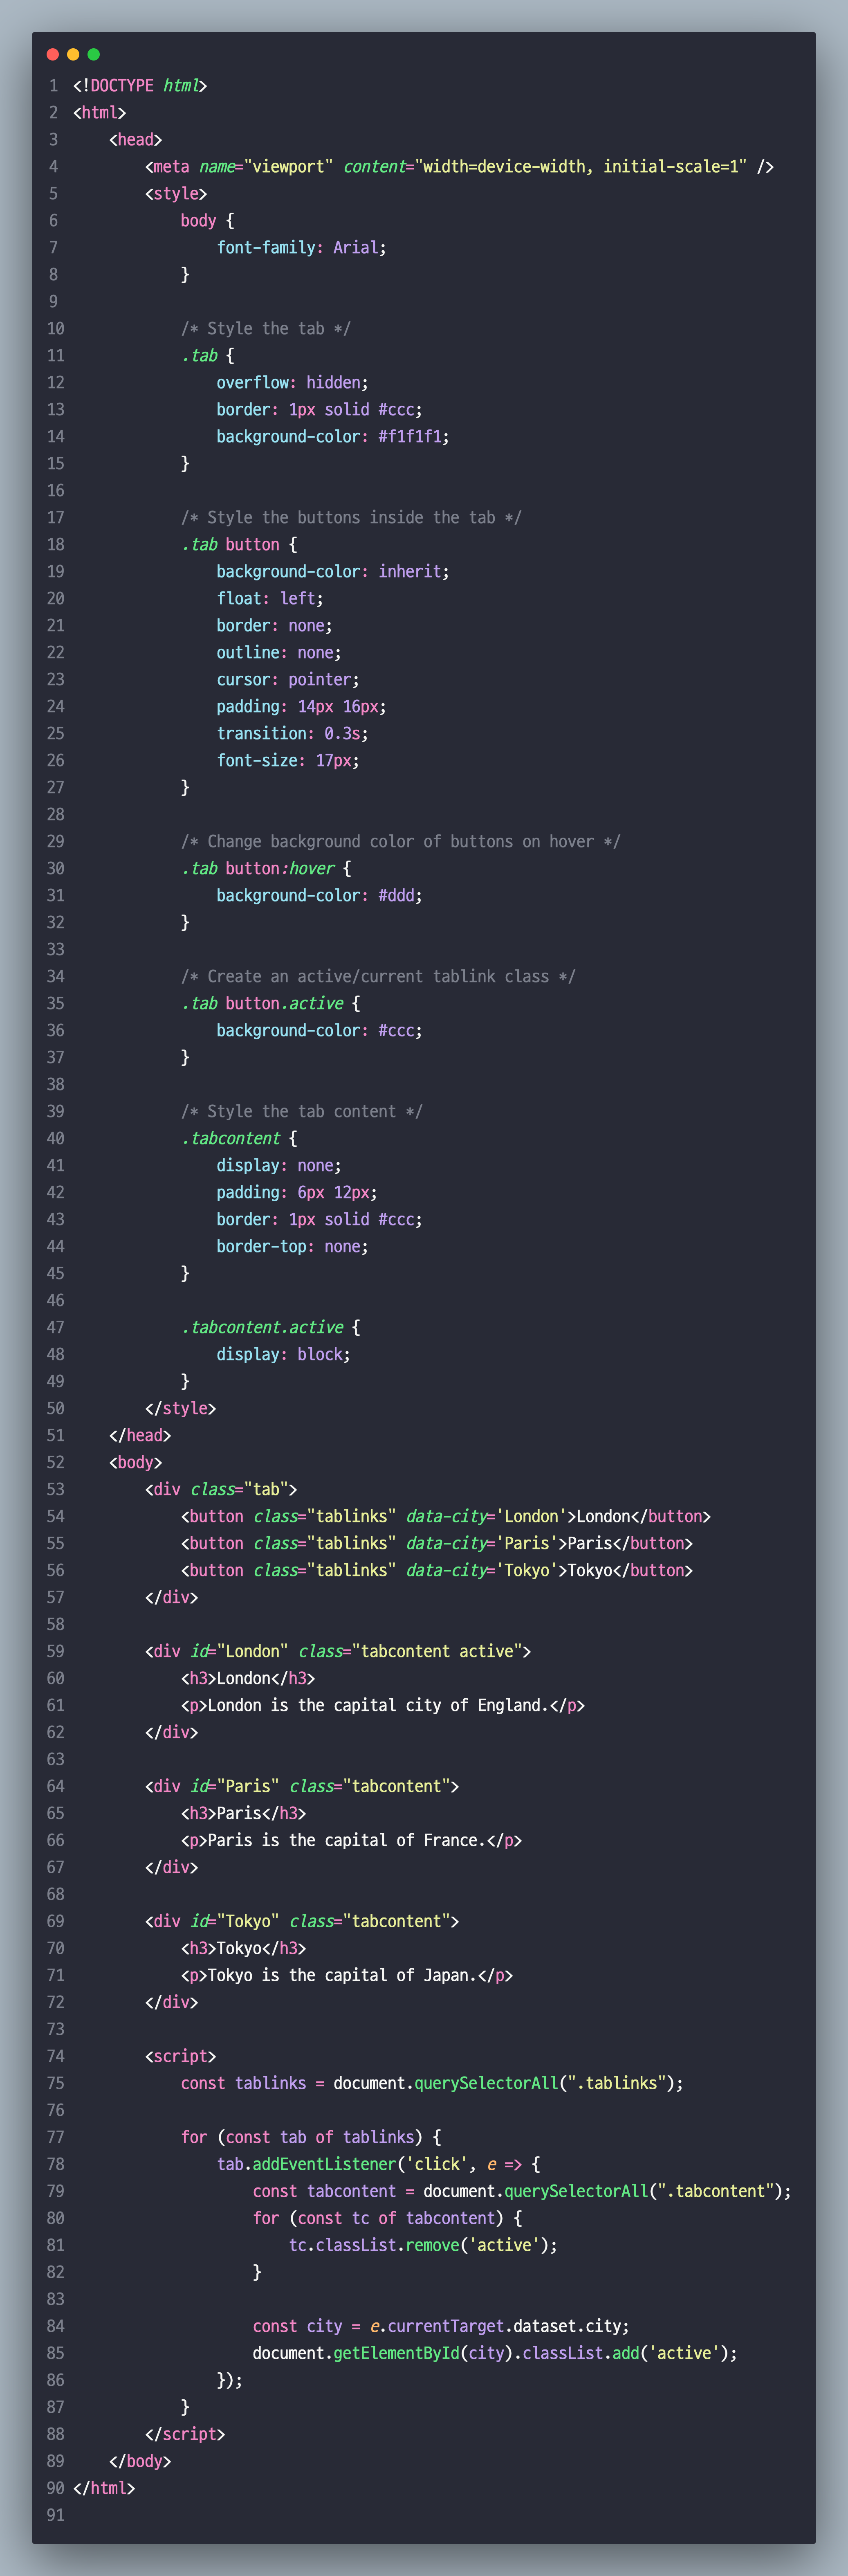 1 <!DOCTYPE html>
2 <html>
3     <head>
4         <meta name="viewport" content="width=device-width, initial-scale=1" />
5         <style>
6             body {
7                 font-family: Arial;
8             }
9
10             /* Style the tab */
11             .tab {
12                 overflow: hidden;
13                 border: 1px solid #ccc;
14                 background-color: #f1f1f1;
15             }
16
17             /* Style the buttons inside the tab */
18             .tab button {
19                 background-color: inherit;
20                 float: left;
21                 border: none;
22                 outline: none;
23                 cursor: pointer;
24                 padding: 14px 16px;
25                 transition: 0.3s;
26                 font-size: 17px;
27             }
28
29             /* Change background color of buttons on hover */
30             .tab button:hover {
31                 background-color: #ddd;
32             }
33
34             /* Create an active/current tablink class */
35             .tab button.active {
36                 background-color: #ccc;
37             }
38
39             /* Style the tab content */
40             .tabcontent {
41                 display: none;
42                 padding: 6px 12px;
43                 border: 1px solid #ccc;
44                 border-top: none;
45             }
46
47             .tabcontent.active {
48                 display: block;
49             }
50         </style>
51     </head>
52     <body>
53         <div class="tab">
54             <button class="tablinks" data-city='London'>London</button>
55             <button class="tablinks" data-city='Paris'>Paris</button>
56             <button class="tablinks" data-city='Tokyo'>Tokyo</button>
57         </div>
58
59         <div id="London" class="tabcontent active">
60             <h3>London</h3>
61             <p>London is the capital city of England.</p>
62         </div>
63
64         <div id="Paris" class="tabcontent">
65             <h3>Paris</h3>
66             <p>Paris is the capital of France.</p>
67         </div>
68
69         <div id="Tokyo" class="tabcontent">
70             <h3>Tokyo</h3>
71             <p>Tokyo is the capital of Japan.</p>
72         </div>
73
74         <script>
75             const tablinks = document.querySelectorAll(".tablinks");
76
77             for (const tab of tablinks) {
78                 tab.addEventListener('click', e => {
79                     const tabcontent = document.querySelectorAll(".tabcontent");
80                     for (const tc of tabcontent) {
81                         tc.classList.remove('active');
82                     }
83
84                     const city = e.currentTarget.dataset.city;
85                     document.getElementById(city).classList.add('active');
86                 });
87             }
88         </script>
89     </body>
90 </html>
91